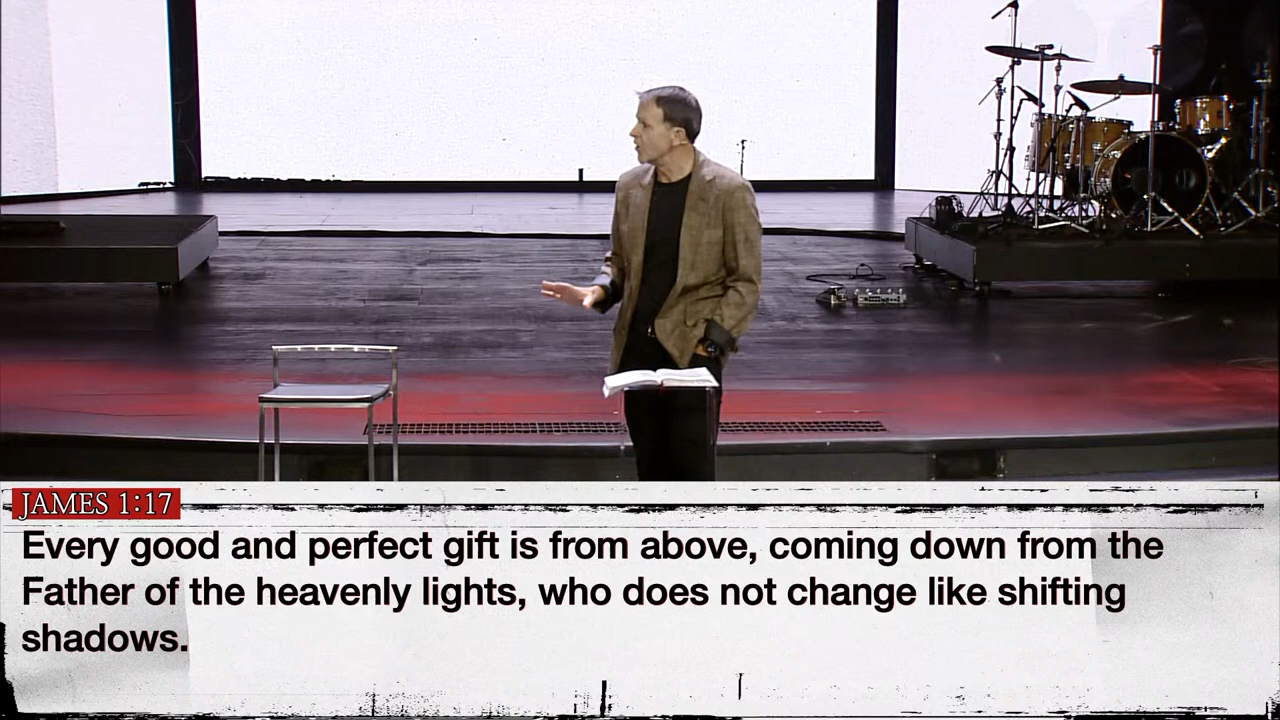 JAMES 1:17
Every good and perfect gift is from above, coming down from the
Father of the heavenly lights, who does not change like shifting
shadows.